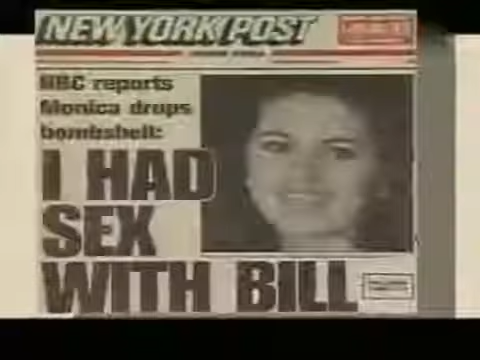 NEW YORK POST
NBC reports
Monica drops
bombshell:
I HAD
SEX
WITH BILL